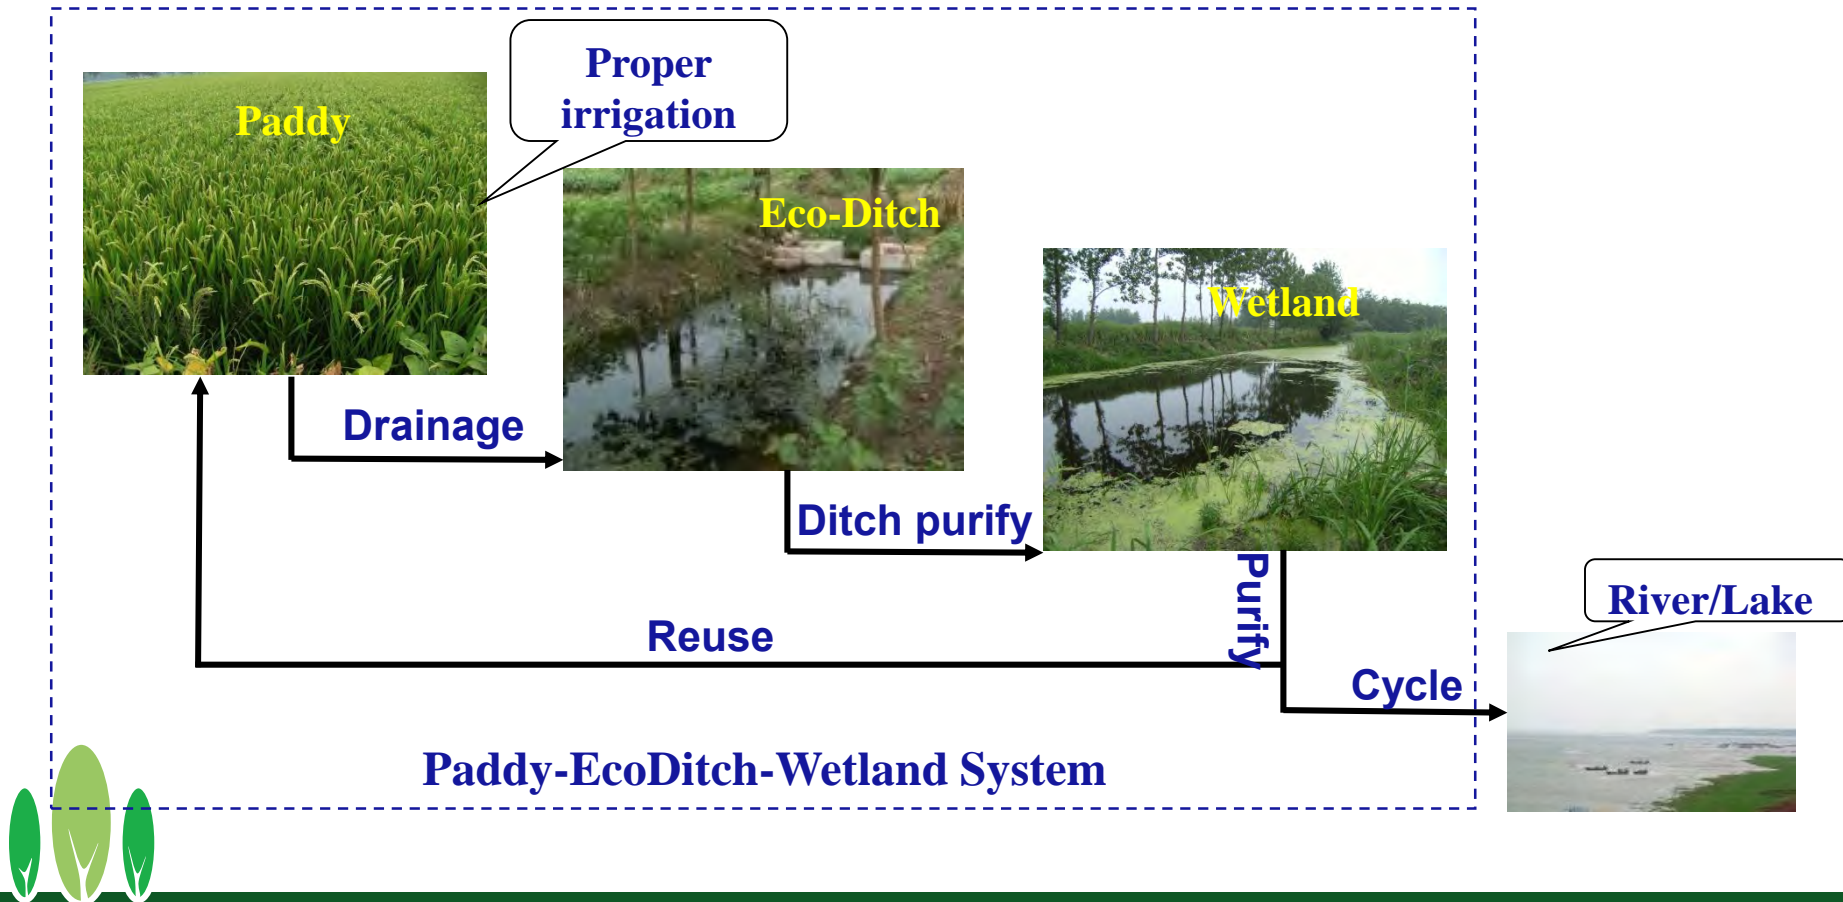 Proper
irrigation
Paddy
Eco-Ditch
Wetland
Drainage
Ditch purify
Purify
Reuse
River/Lake
Cycle
Paddy-EcoDitch-Wetland System